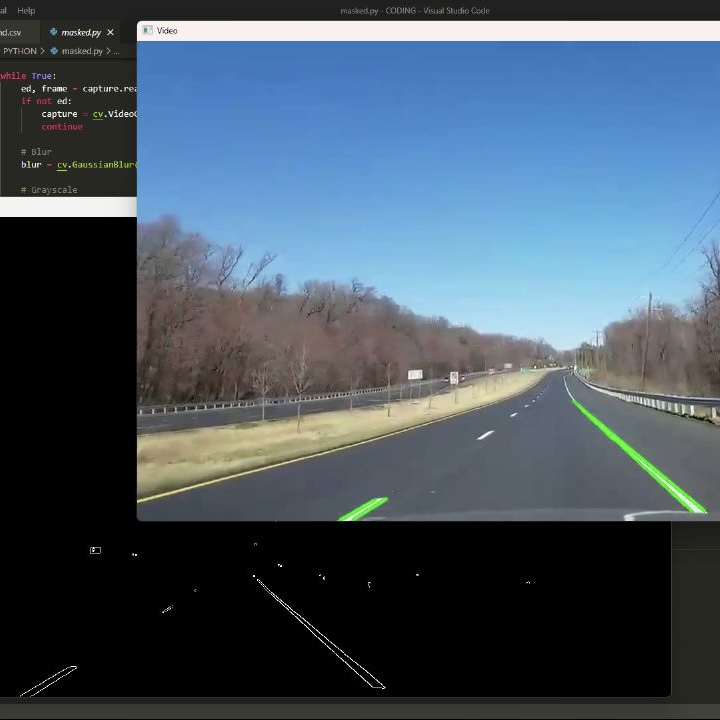 al Help
masked.py - CODING - Visual Studio Code
nd.csv
masked.py
Video
PYTHON > masked.py > ...
while True:
ed, frame = capture.rea
if not ed:
capture = cv.VideoC
continue
# Blur
blur = cv.GaussianBlur(
# Grayscale